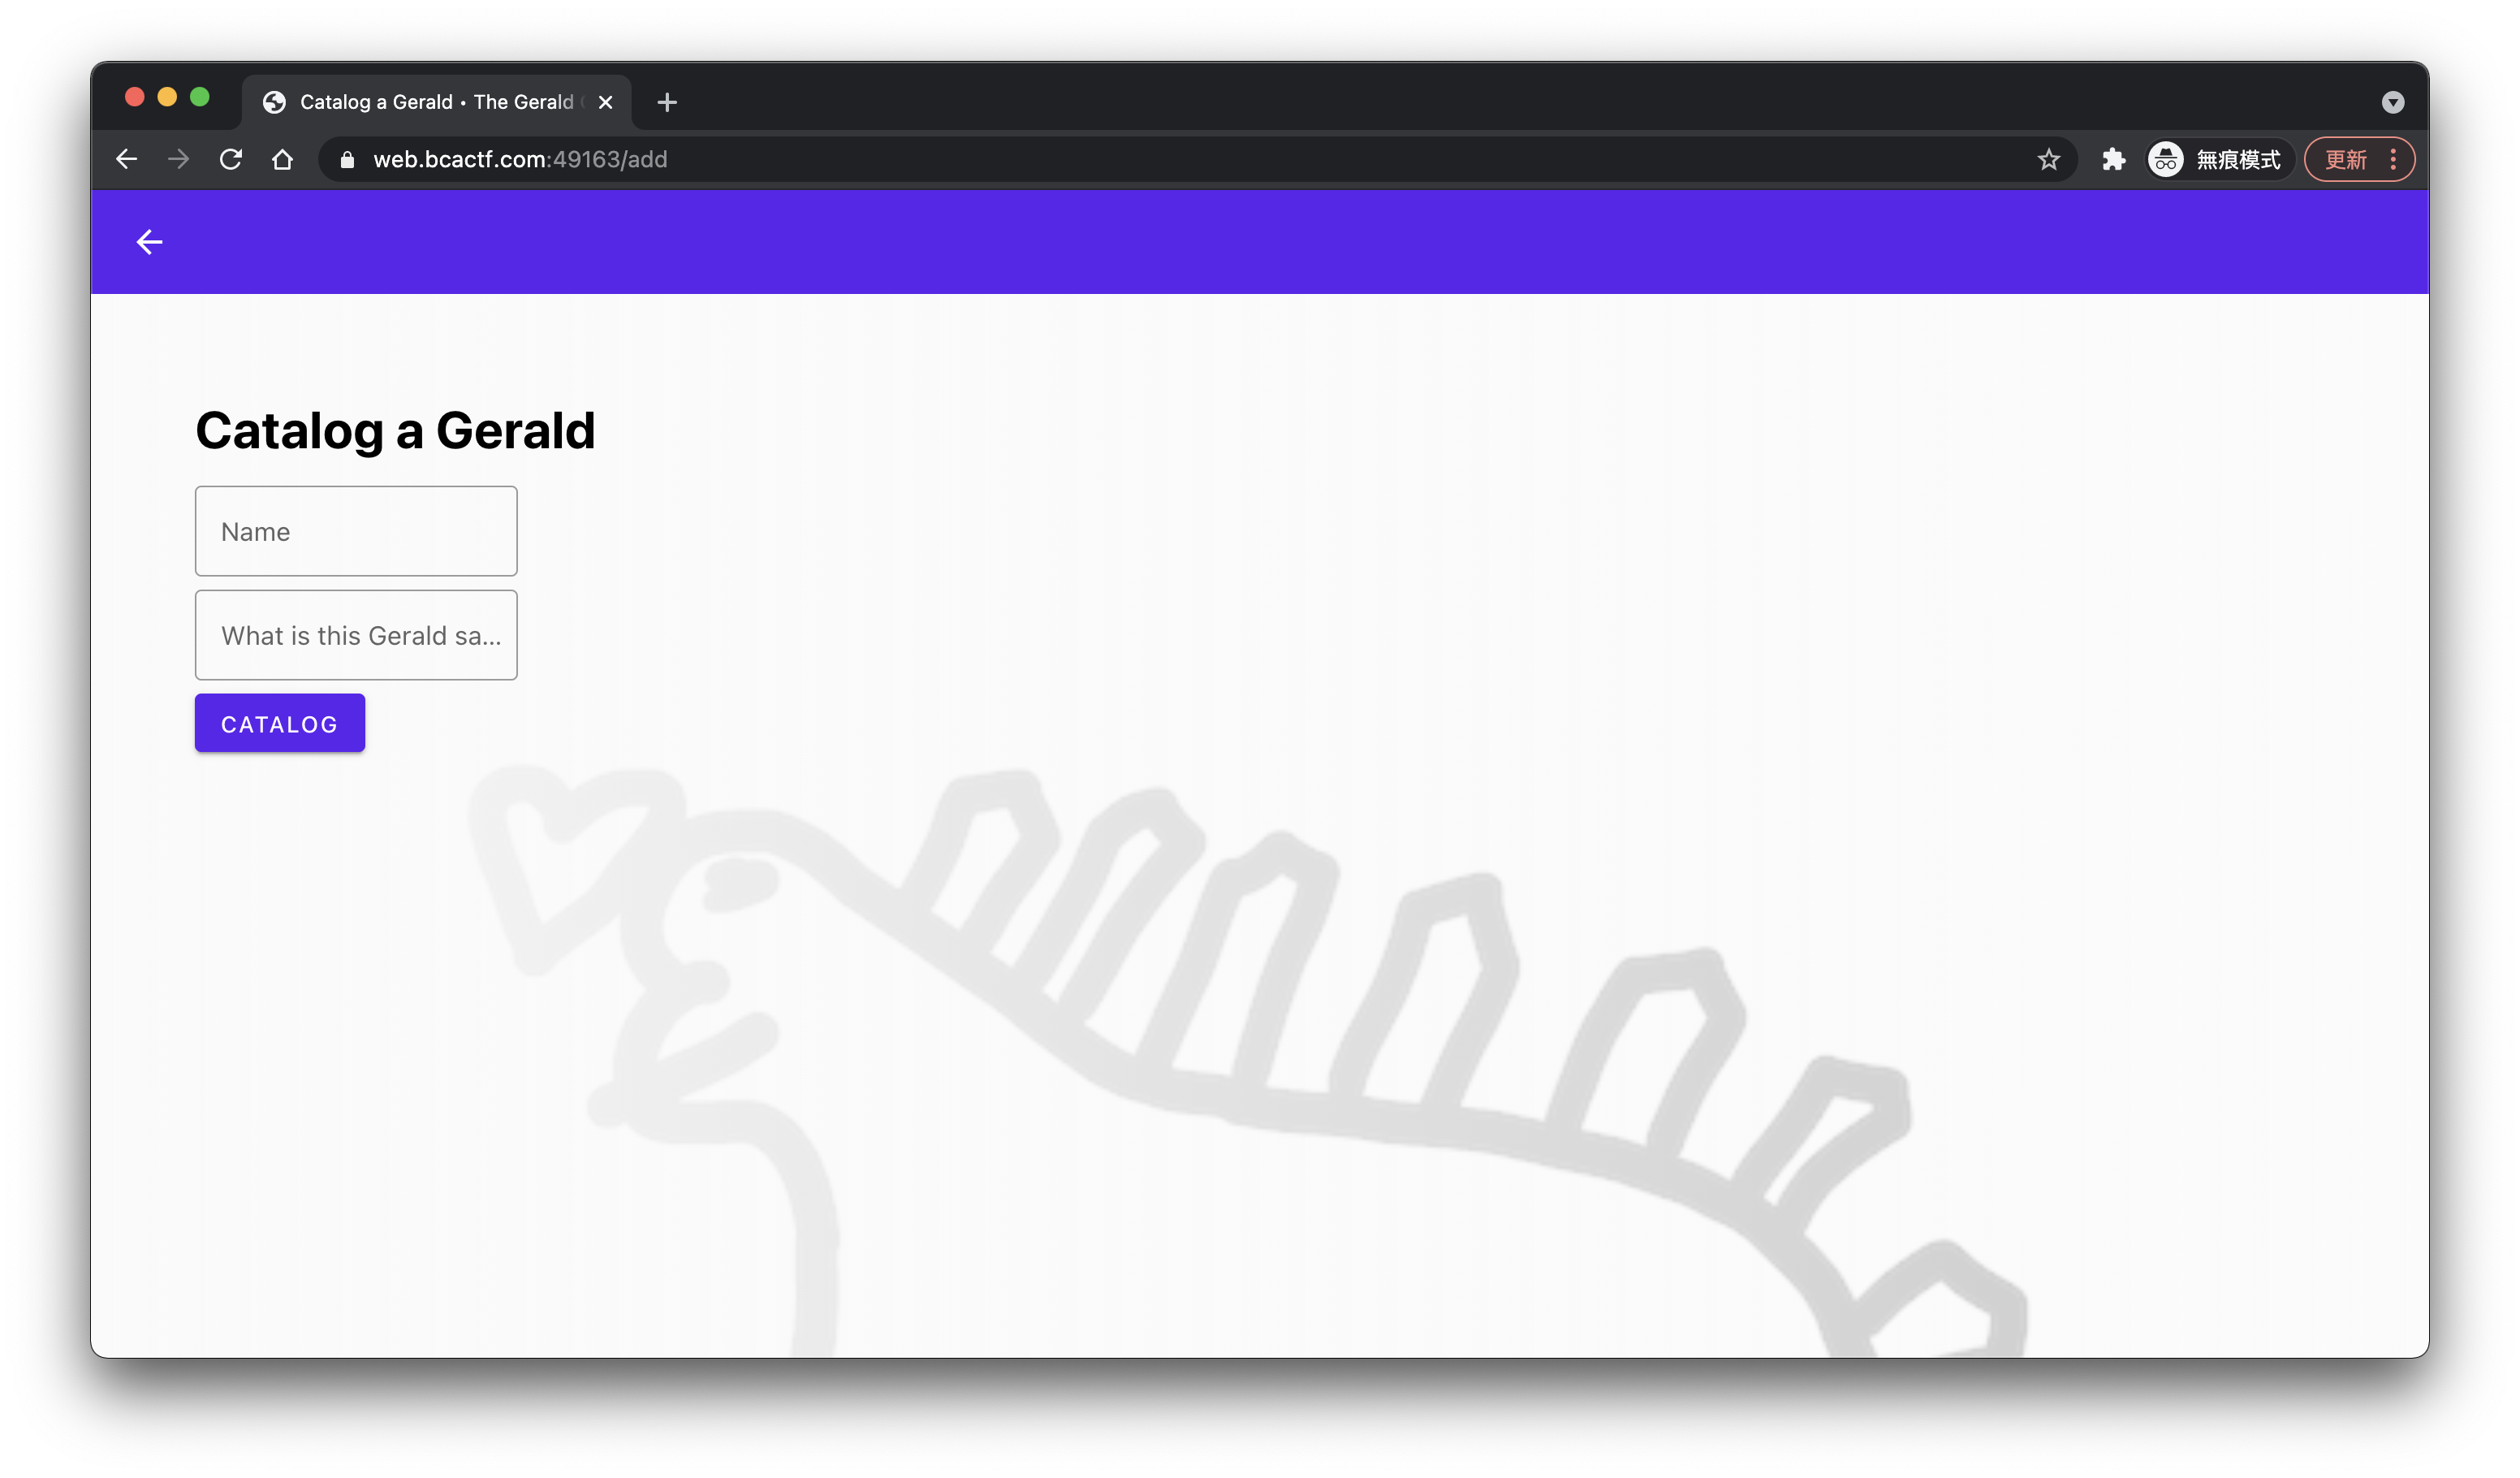 Catalog a Gerald • The Gerald
web.bcactf.com:49163/add
無痕模式
更新
Catalog a Gerald
Name
What is this Gerald sa...
CATALOG